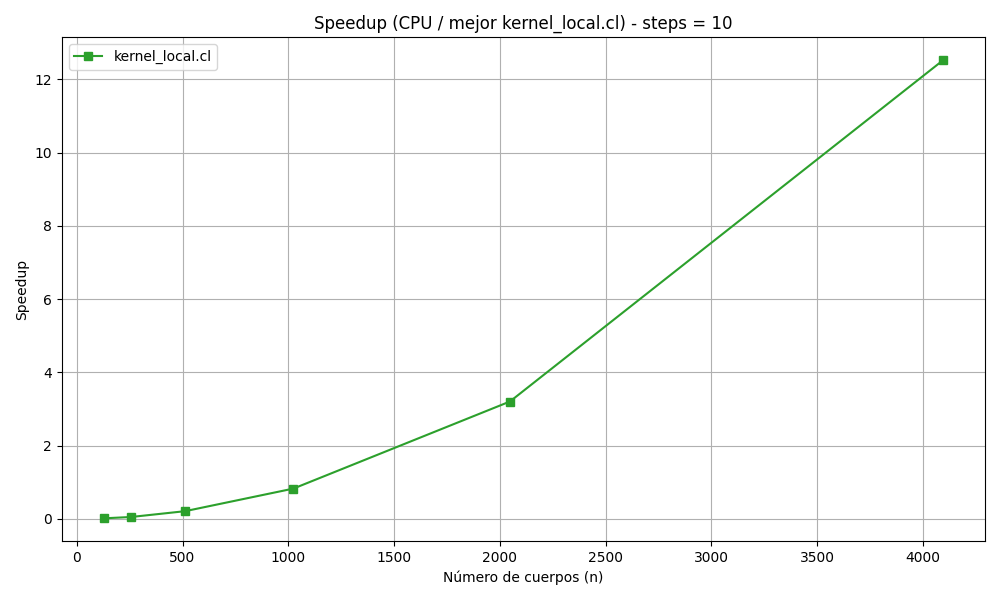 Speedup (CPU / mejor kernel_local.cl) - steps = 10
kernel_local.cl
Speedup
12
10
8
6
4
2
0
0 500 1000 1500 2000 2500 3000 3500 4000
Número de cuerpos (n)